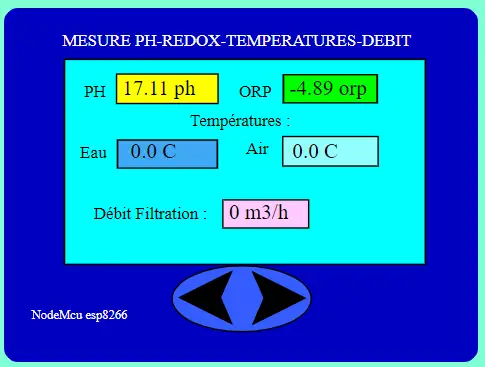 MESURE PH-REDOX-TEMPERATURES-DEBIT
PH 17.11 ph ORP -4.89 orp
Températures :
Eau 0.0 C Air 0.0 C
Débit Filtration : 0 m3/h
NodeMcu esp8266